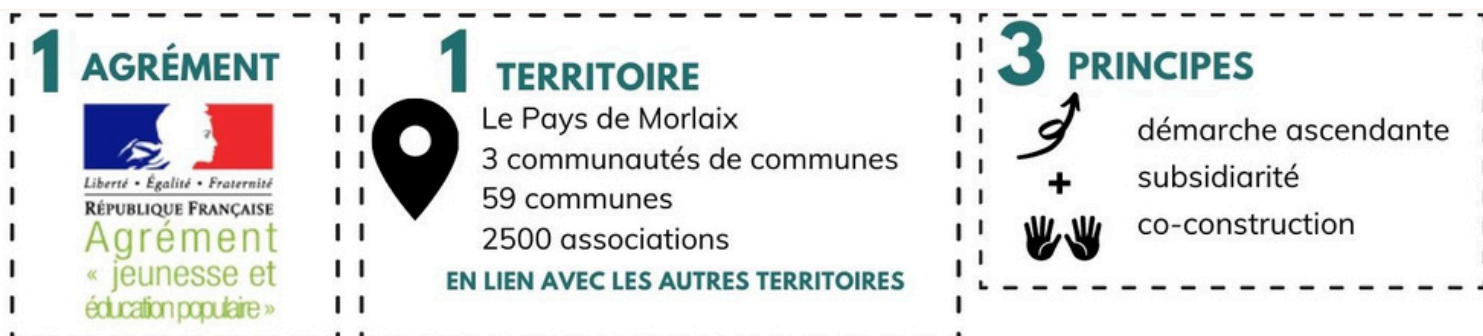 1 AGRÉMENT
Liberté • Égalité • Fraternité
RÉPUBLIQUE FRANÇAISE
Agrément
« jeunesse et
éducation populaire »
1 TERRITOIRE
Le Pays de Morlaix
3 communautés de communes
59 communes
2500 associations
EN LIEN AVEC LES AUTRES TERRITOIRES
3 PRINCIPES
démarche ascendante
+
subsidiarité
co-construction